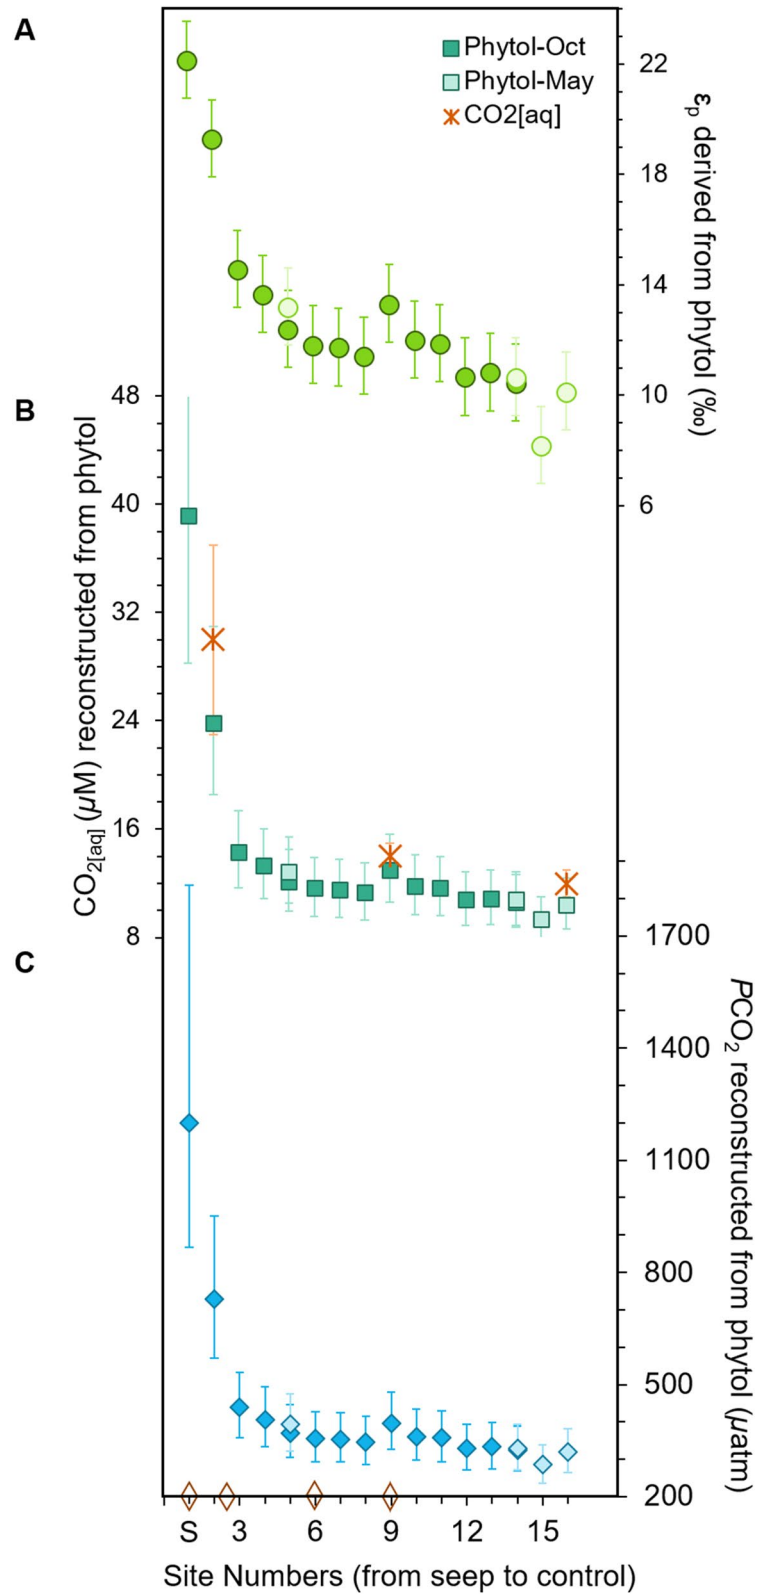 A
Phytol-Oct
Phytol-May
CO2[aq]
22
18
14
10
6
εp derived from phytol (‰)
B
48
40
32
24
16
8
CO2[aq] (µM) reconstructed from phytol
C
1700
1400
1100
800
500
200
PCO2 reconstructed from phytol (µatm)
S 3 6 9 12 15
Site Numbers (from seep to control)